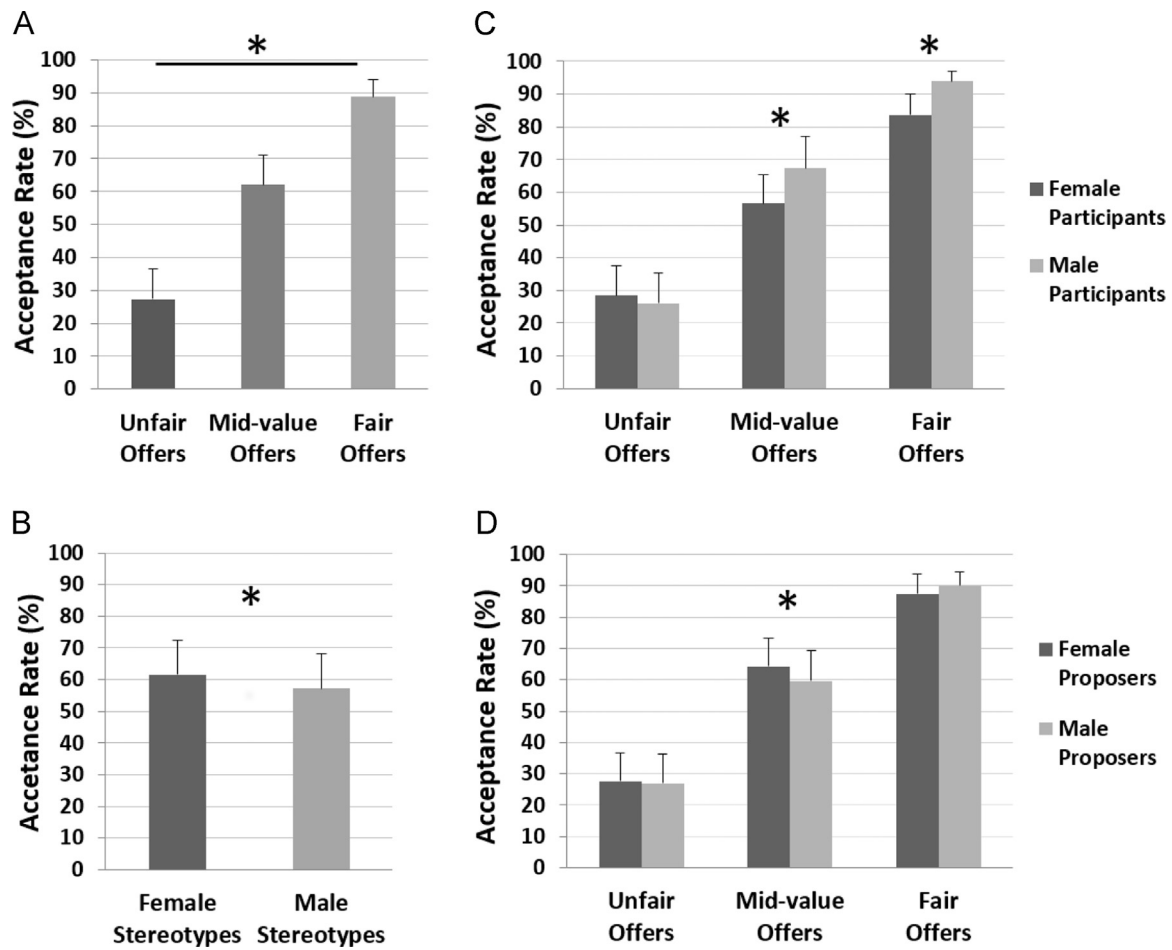 A
*
Acceptance Rate (%)
100
90
80
70
60
50
40
30
20
10
0
Unfair Mid-value Fair
Offers Offers Offers
C
*
*
Acceptance Rate (%)
100
90
80
70
60
50
40
30
20
10
0
Unfair Mid-value Fair
Offers Offers Offers
Female
Participants
Male
Participants
B
*
Accetance Rate (%)
100
90
80
70
60
50
40
30
20
10
0
Female Male
Stereotypes Stereotypes
D
*
Acceptance Rate (%)
100
90
80
70
60
50
40
30
20
10
0
Unfair Mid-value Fair
Offers Offers Offers
Female
Proposers
Male
Proposers